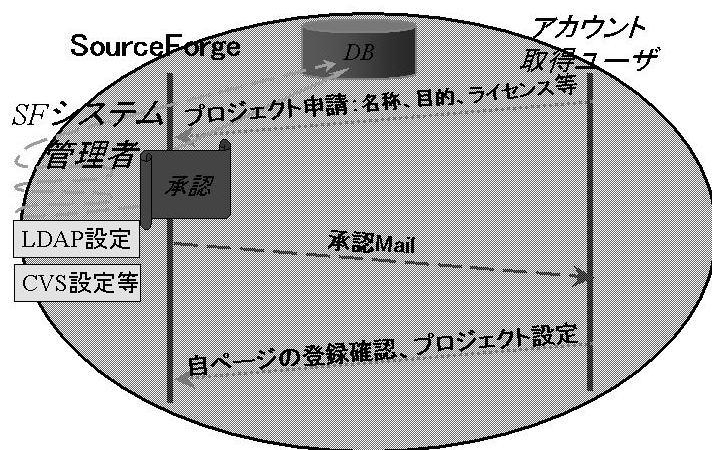 SourceForge
DB
アカウント
取得ユーザ
SFシステム
管理者
プロジェクト申請：名称、目的、ライセンス等
承認
LDAP設定
CVS設定等
承認Mail
自ページの登録確認、プロジェクト設定